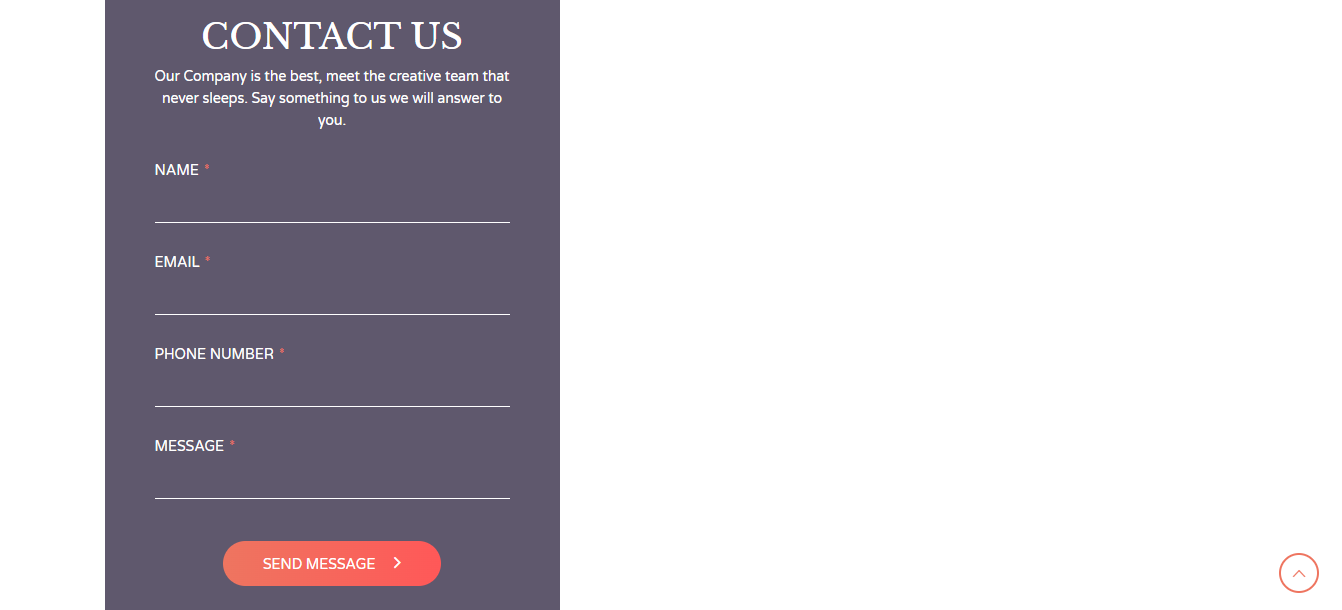 CONTACT US
Our Company is the best, meet the creative team that
never sleeps. Say something to us we will answer to
you.
NAME *
EMAIL *
PHONE NUMBER *
MESSAGE *
SEND MESSAGE